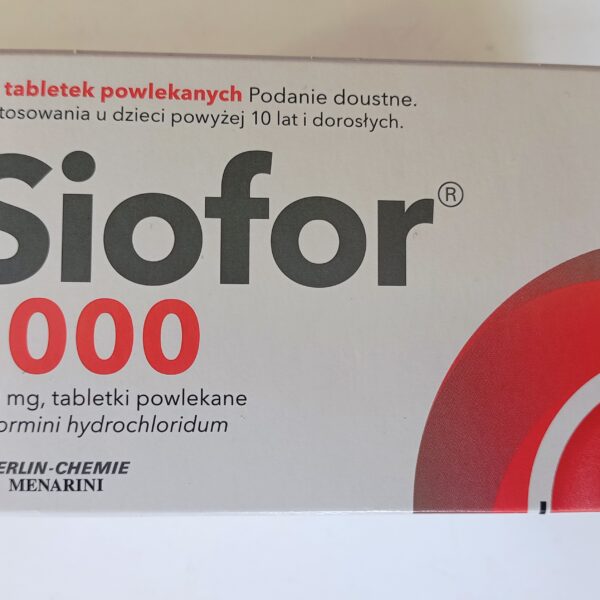 tabletek powlekanych Podanie doustne.
tosowania u dzieci powyżej 10 lat i dorosłych.
Siofor®
000
mg, tabletki powlekane
ormini hydrochloridum
ERLIN-CHEMIE
MENARINI